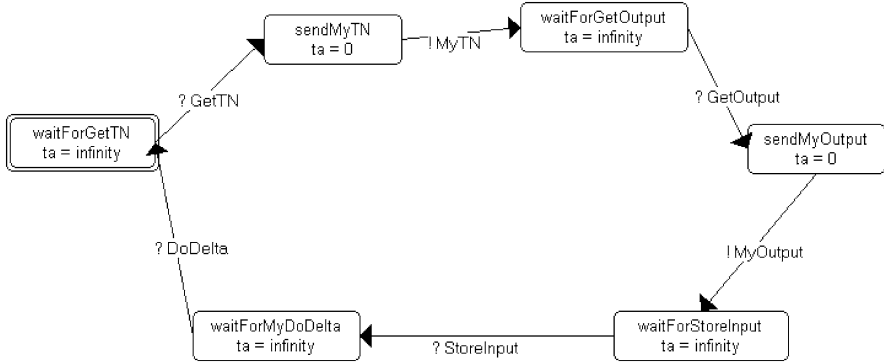 sendMyTN
ta = 0
! MyTN
waitForGetOutput
ta = infinity
? GetTN
? GetOutput
waitForGetTN
ta = infinity
sendMyOutput
ta = 0
? DoDelta
! MyOutput
waitForMyDoDelta
ta = infinity
? StoreInput
waitForStoreInput
ta = infinity